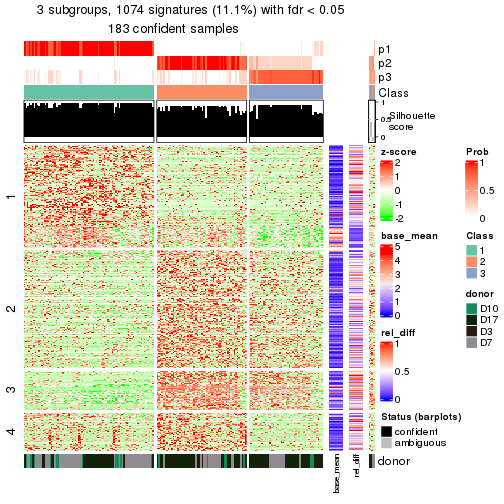 3 subgroups, 1074 signatures (11.1%) with fdr < 0.05
183 confident samples
p1
p2
p3
Class
1
0.5
0
Silhouette
score
1
2
3
4
z-score
2
1
0
-1
-2
Prob
1
0.5
0
base_mean
5
4
3
2
1
0
Class
1
2
3
donor
D10
D17
D3
D7
rel_diff
1
0.5
0
Status (barplots)
confident
ambiguous
donor
base_mean
rel_diff